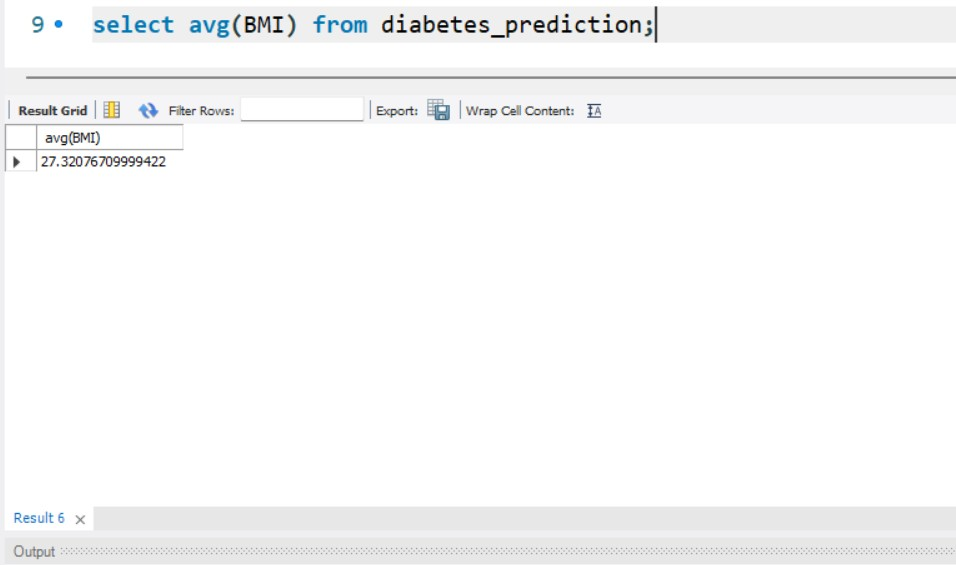 9 select avg(BMI) from diabetes_prediction;
Result Grid Filter Rows: Export: Wrap Cell Content: IA
avg(BMI)
27.32076709999422
Result 6 ×
Output